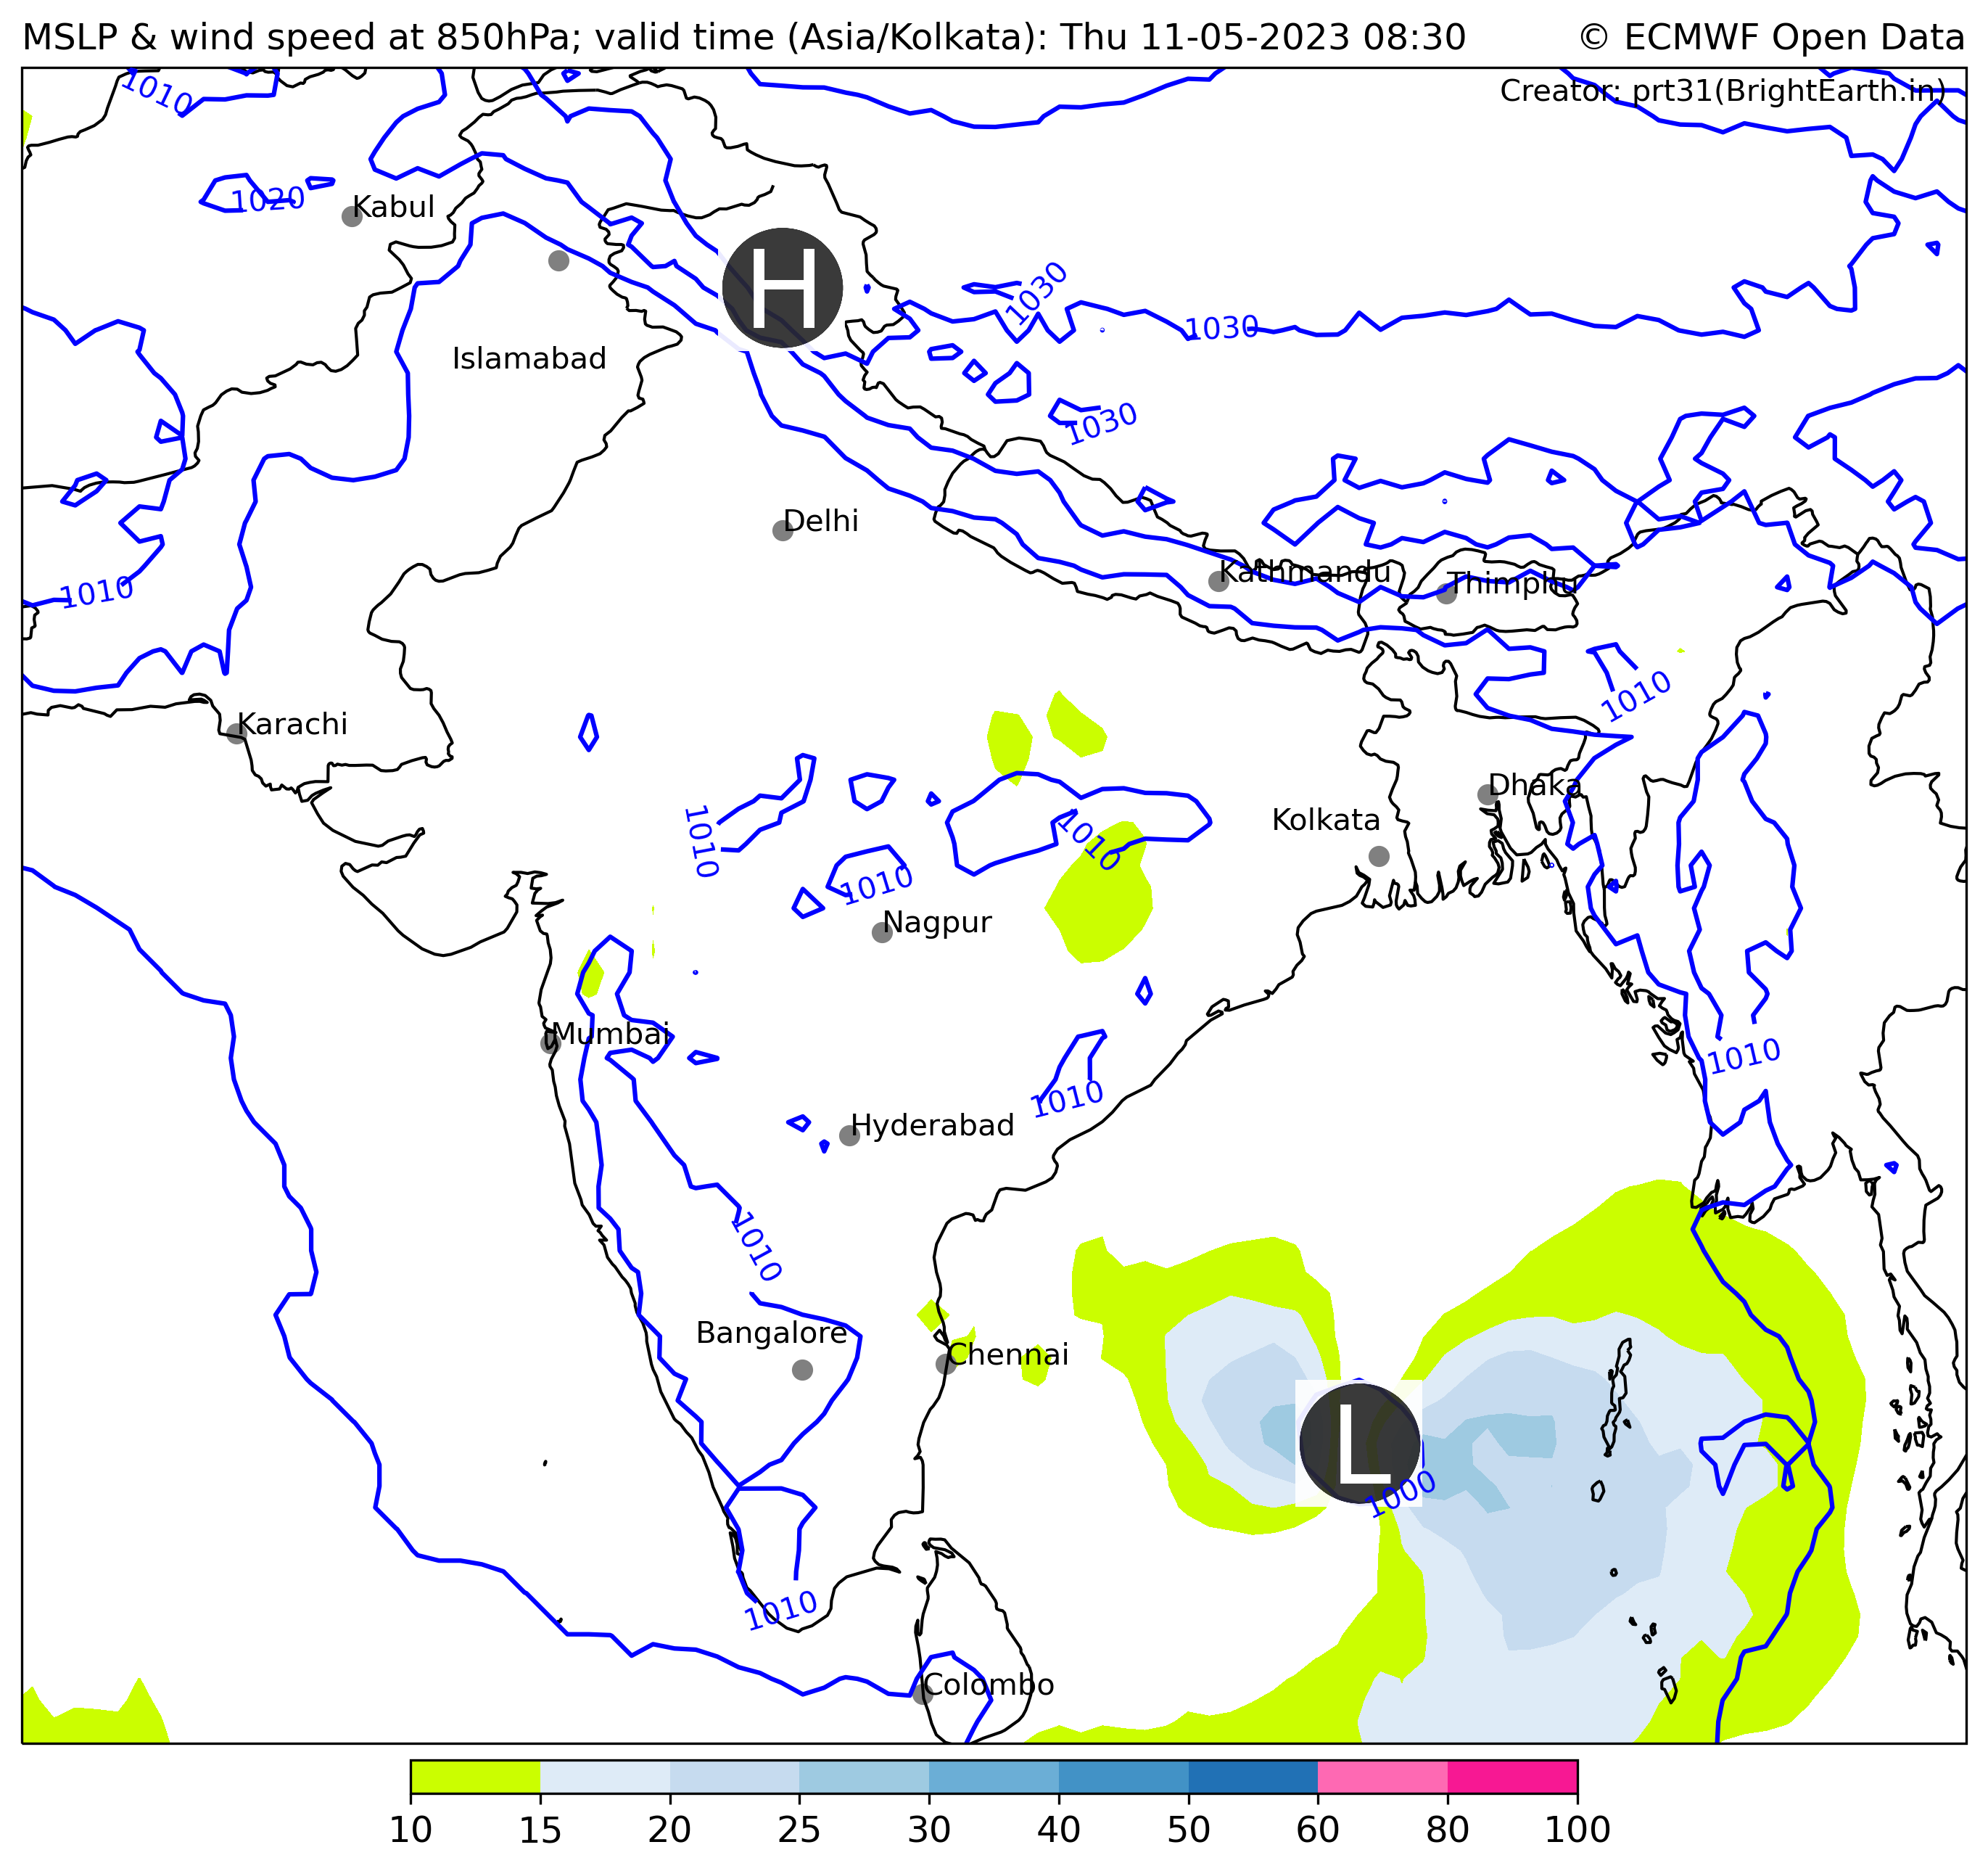 MSLP & wind speed at 850hPa; valid time (Asia/Kolkata): Thu 11-05-2023 08:30 © ECMWF Open Data
Creator: prt31(BrightEarth.in)
1010
1020
Kabul
H
1030
1030
Islamabad
1030
Delhi
Kathmandu
Thimphu
1010
1010
Karachi
Dhaka
Kolkata
1010
1010
1010
Nagpur
Mumbai
1010
1010
Hyderabad
1010
Bangalore
Chennai
L
1000
1010
Colombo
10 15 20 25 30 40 50 60 80 100